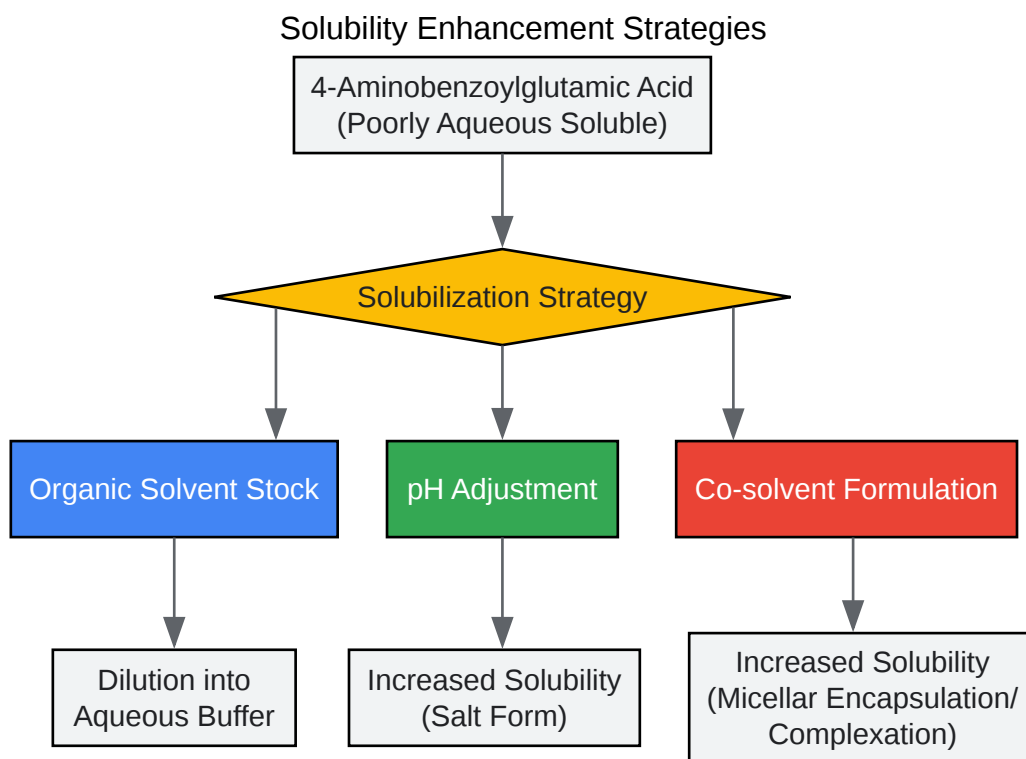 Solubility Enhancement Strategies
4-Aminobenzoylglutamic Acid
(Poorly Aqueous Soluble)
Solubilization Strategy
Organic Solvent Stock
pH Adjustment
Co-solvent Formulation
Dilution into
Aqueous Buffer
Increased Solubility
(Salt Form)
Increased Solubility
(Micellar Encapsulation/
Complexation)